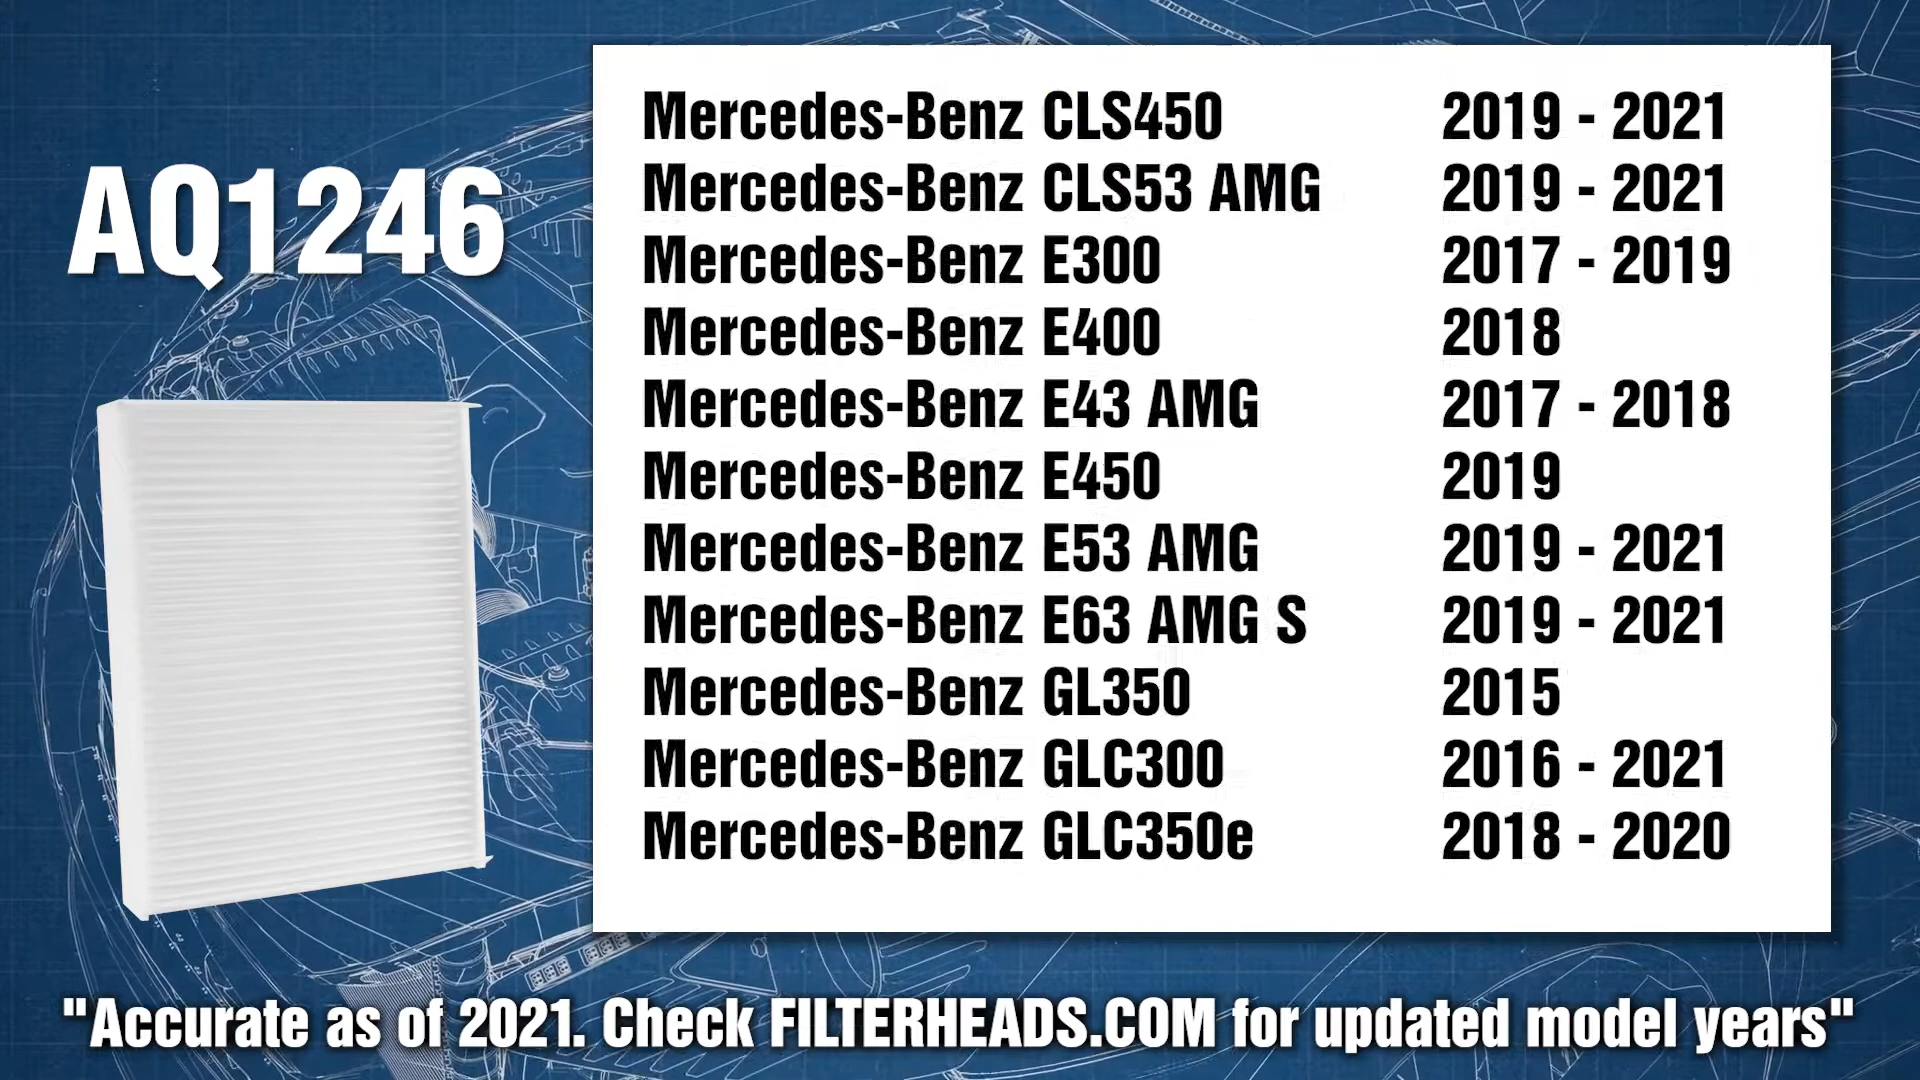 AQ1246
Mercedes-Benz CLS450 2019 - 2021
Mercedes-Benz CLS53 AMG 2019 - 2021
Mercedes-Benz E300 2017 - 2019
Mercedes-Benz E400 2018
Mercedes-Benz E43 AMG 2017 - 2018
Mercedes-Benz E450 2019
Mercedes-Benz E53 AMG 2019 - 2021
Mercedes-Benz E63 AMG S 2019 - 2021
Mercedes-Benz GL350 2015
Mercedes-Benz GLC300 2016 - 2021
Mercedes-Benz GLC350e 2018 - 2020
"Accurate as of 2021. Check FILTERHEADS.COM for updated model years"